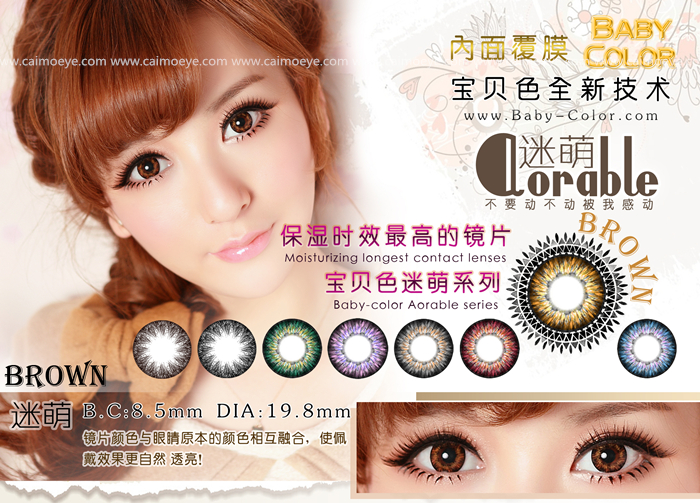 www.caimoeye.com www.caimoeye.com www.caimoeye.com
內面覆膜
BABY COLOR
宝贝色全新技术
www.Baby-Color.com
迷萌
Aorable
不要动不动被我感动
BROWN
保湿时效最高的镜片
Moisturizing longest contact lenses
宝贝色迷萌系列
Baby-color Aorable series
BROWN
迷萌 B.C:8.5mm DIA:19.8mm
镜片颜色与眼睛原本的颜色相互融合，使佩
戴效果更自然 透亮!